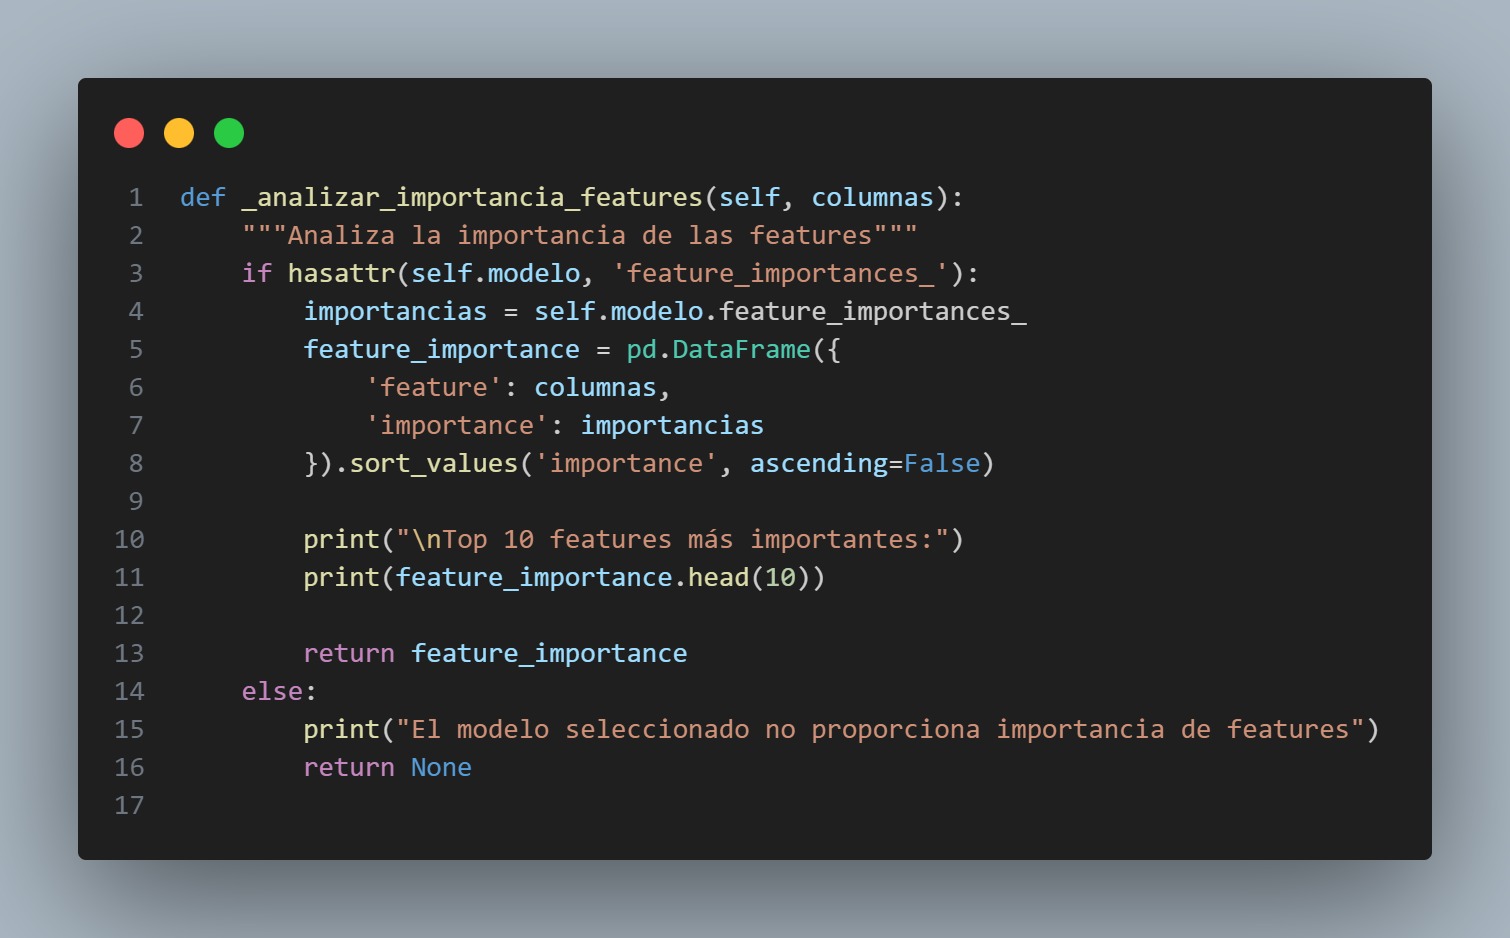 1 def _analizar_importancia_features(self, columnas):
2     """Analiza la importancia de las features"""
3     if hasattr(self.modelo, 'feature_importances_'):
4         importancias = self.modelo.feature_importances_
5         feature_importance = pd.DataFrame({
6             'feature': columnas,
7             'importance': importancias
8         }).sort_values('importance', ascending=False)
9
10         print("\nTop 10 features más importantes:")
11         print(feature_importance.head(10))
12
13         return feature_importance
14     else:
15         print("El modelo seleccionado no proporciona importancia de features")
16         return None
17